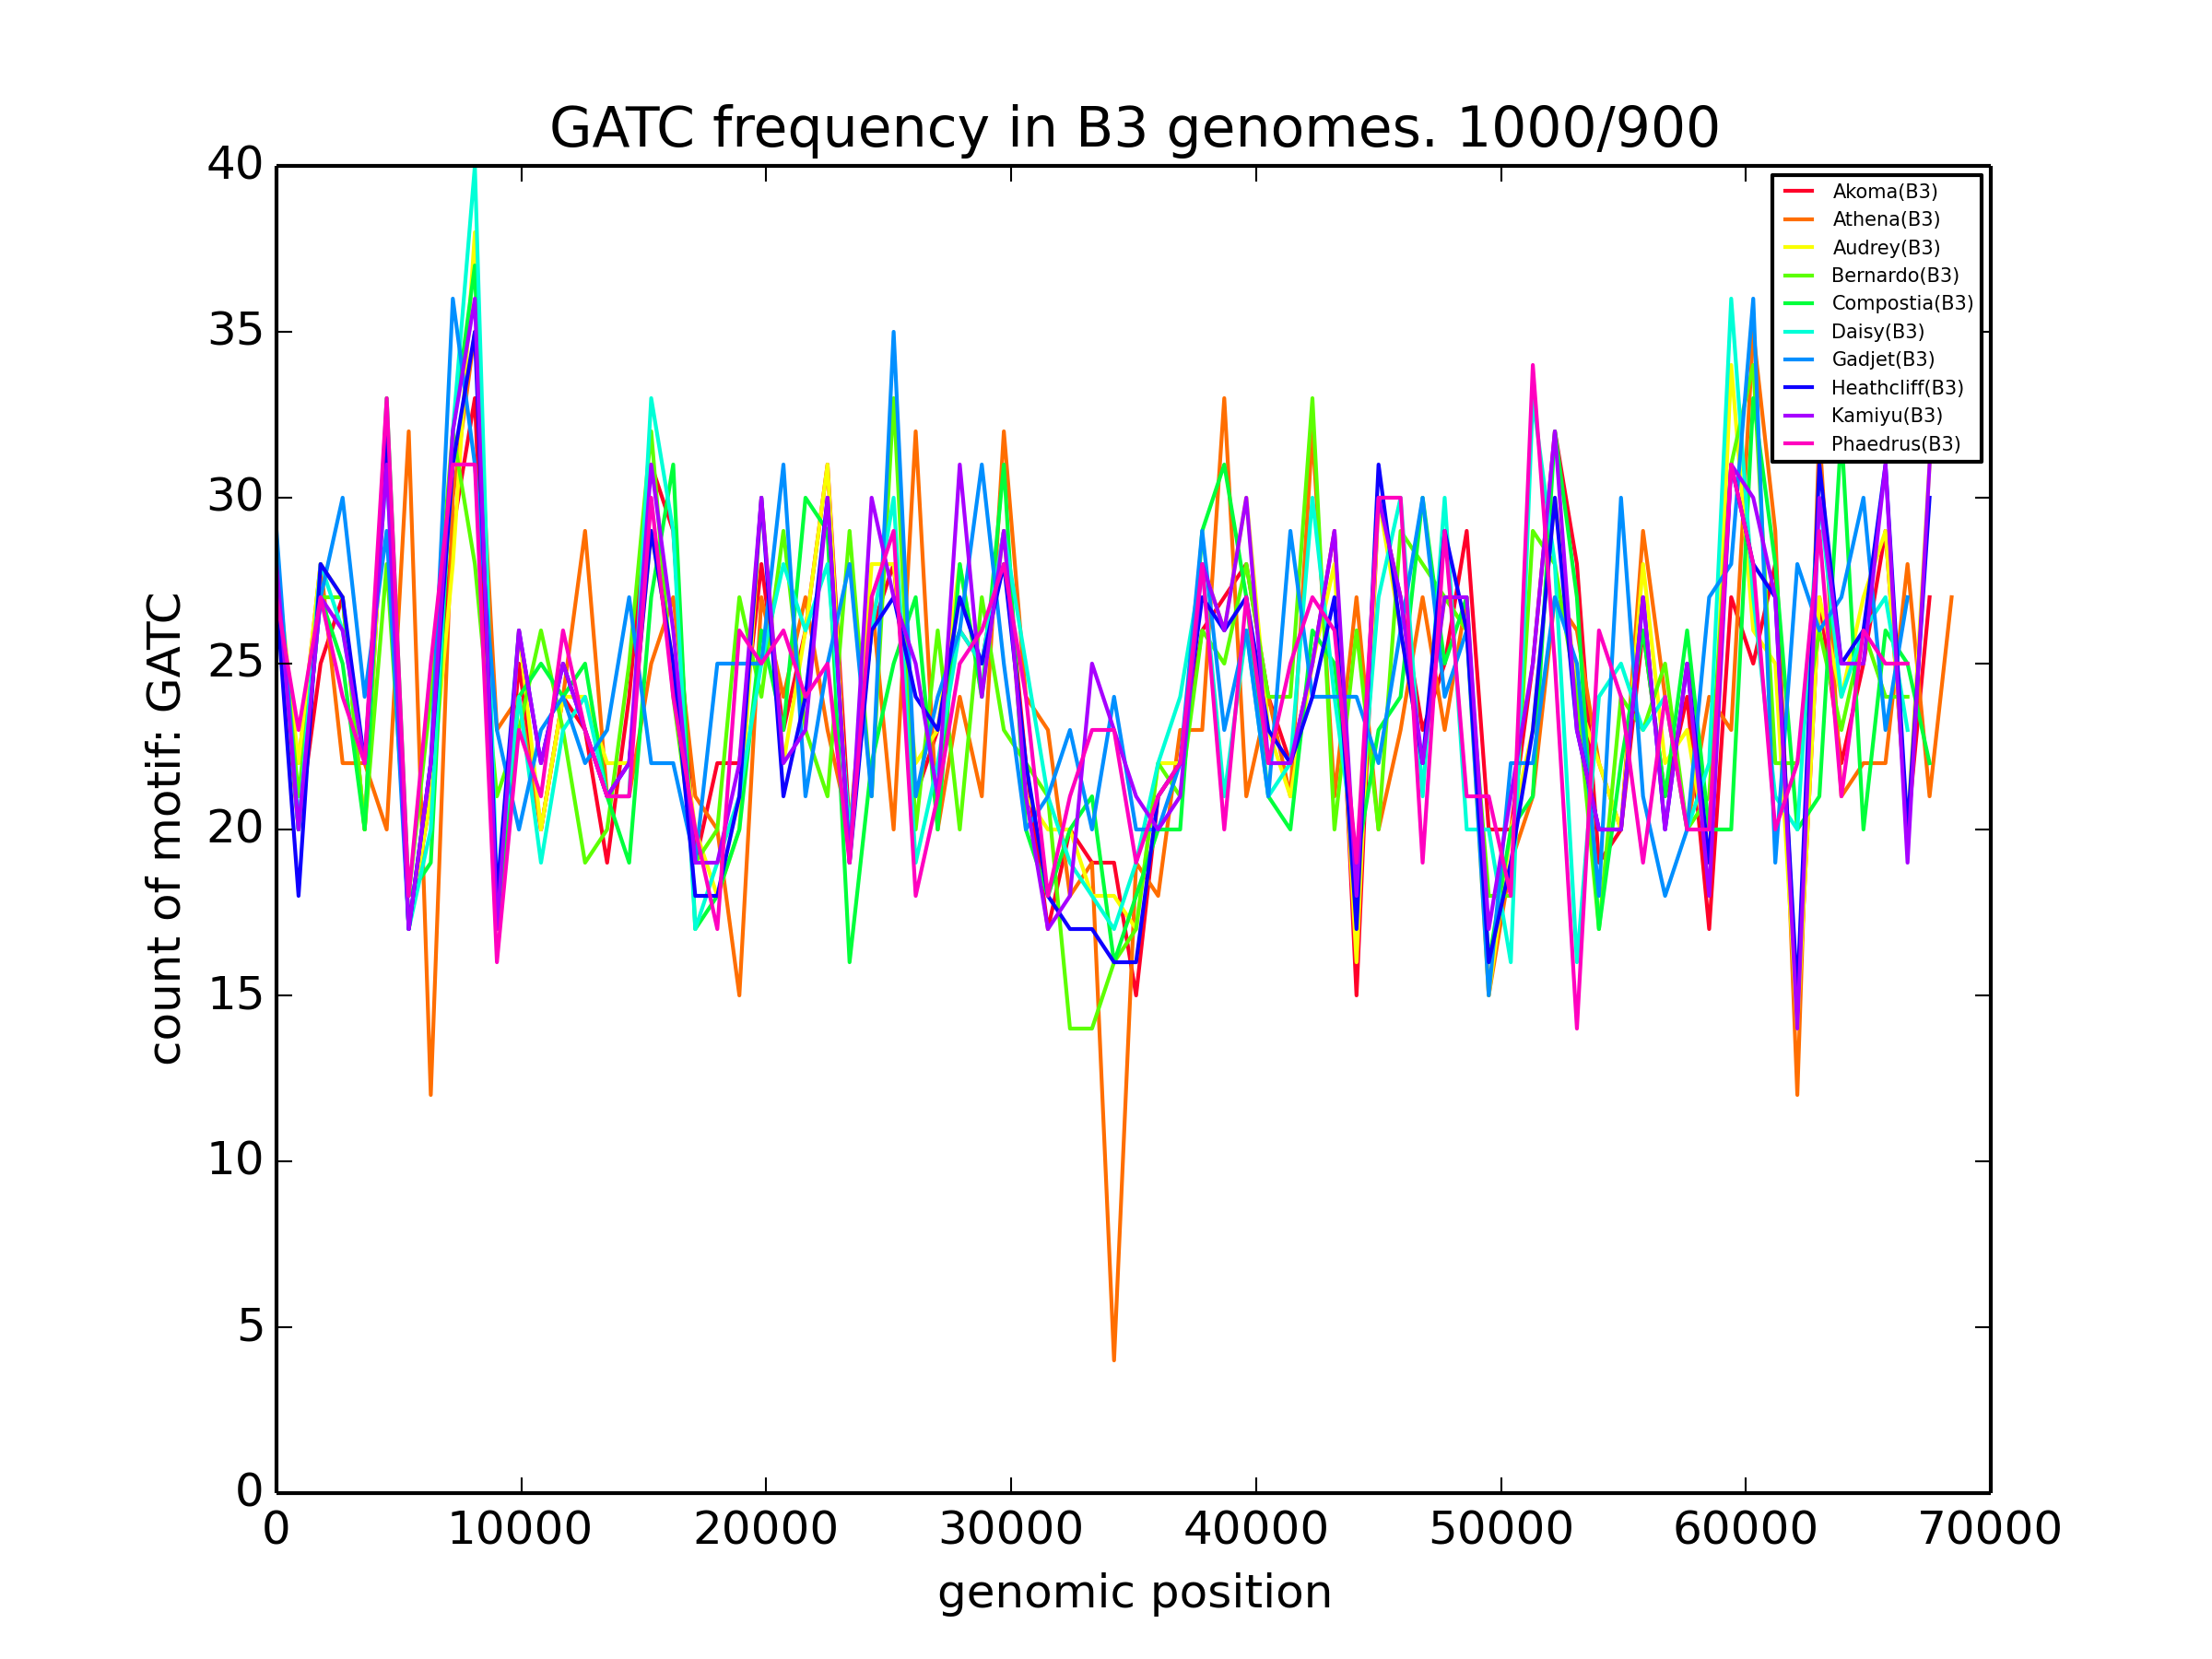 GATC frequency in B3 genomes. 1000/900
40
35
30
25
20
15
10
5
0
count of motif: GATC
Akoma(B3)
Athena(B3)
Audrey(B3)
Bernardo(B3)
Compostia(B3)
Daisy(B3)
Gadjet(B3)
Heathcliff(B3)
Kamiyu(B3)
Phaedrus(B3)
0 10000 20000 30000 40000 50000 60000 70000
genomic position